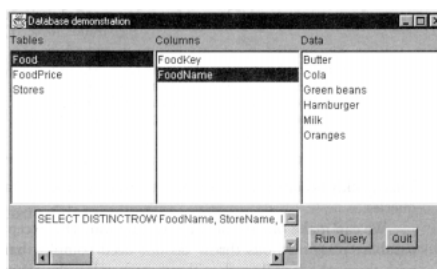 Database demonstration
Tables Columns Data
Food FoodKey Butter
FoodPrice FoodName Cola
Stores Green beans
Hamburger
Milk
Oranges
SELECT DISTINCTROW FoodName, StoreName,
Run Query Quit